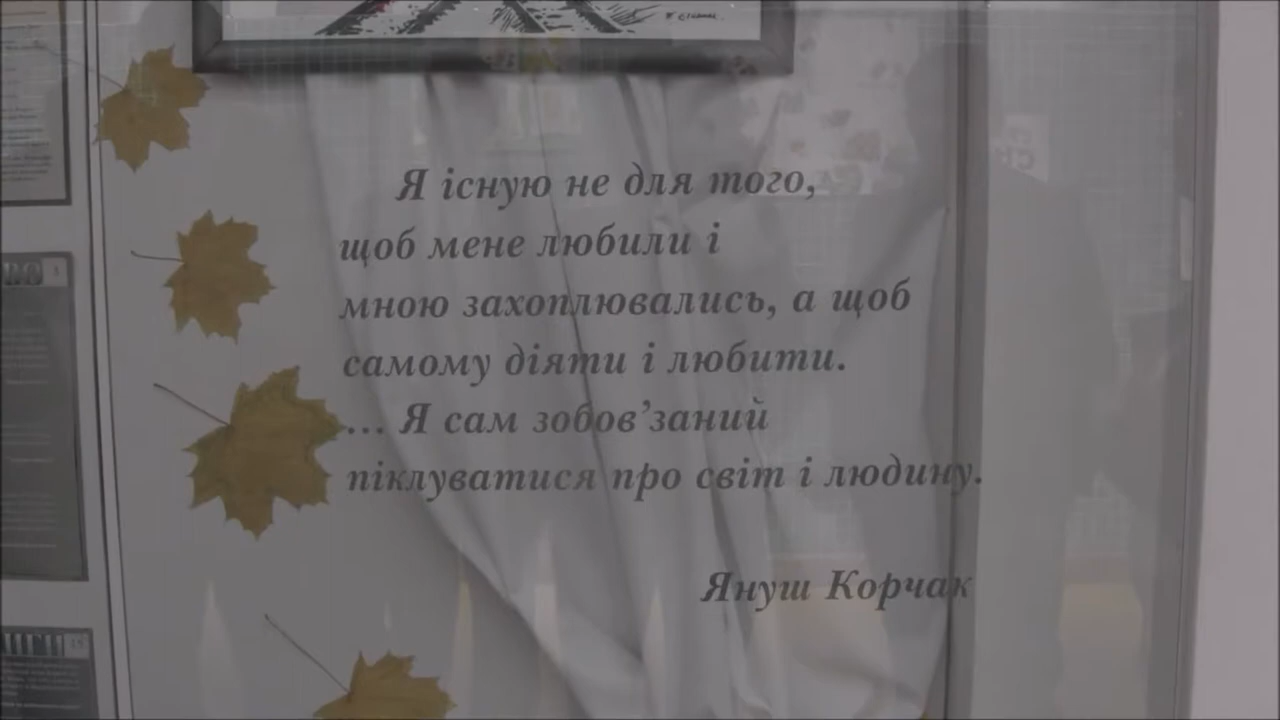 Я існую не для того,
щоб мене любили і
мною захоплювались, а щоб
самому діяти і любити.
... Я сам зобов’заний
піклуватися про світ і людину.
Януш Корчак